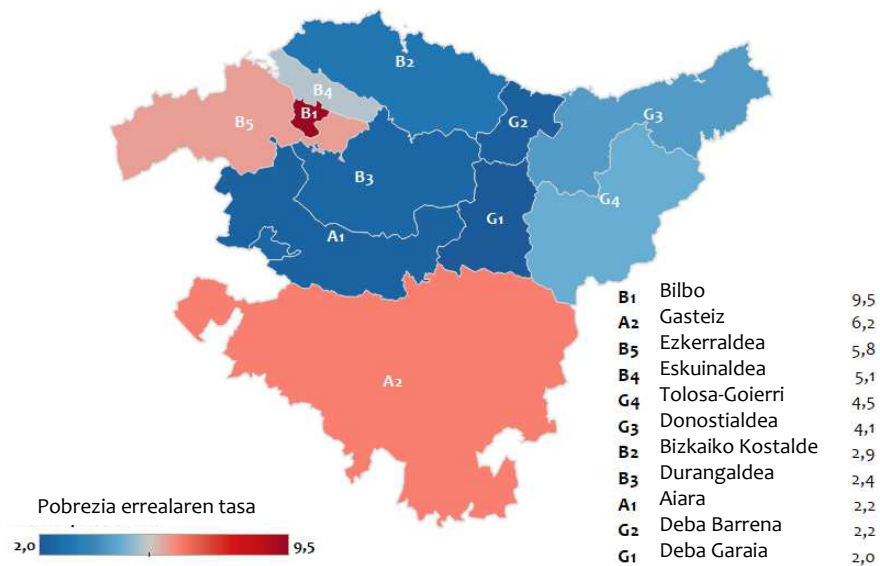 B2
B4
B1
B5
G2
G3
B3
G4
G1
A1
A2
B1 Bilbo 9,5
A2 Gasteiz 6,2
B5 Ezkerraldea 5,8
B4 Eskuinaldea 5,1
G4 Tolosa-Goierri 4,5
G3 Donostialdea 4,1
B2 Bizkaiko Kostalde 2,9
B3 Durangaldea 2,4
A1 Aiara 2,2
G2 Deba Barrena 2,2
G1 Deba Garaia 2,0
Pobrezia errealaren tasa
2,0 9,5